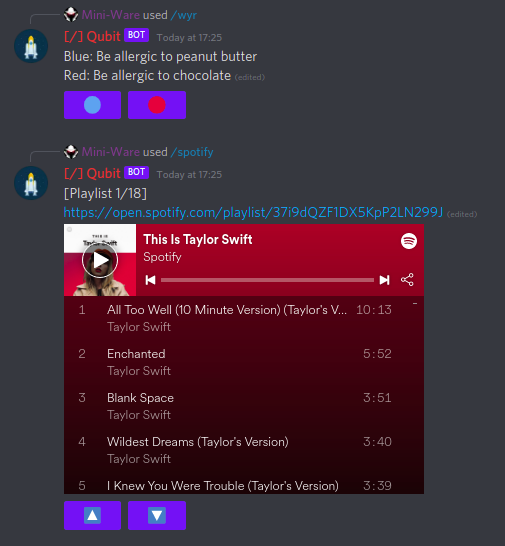 Mini-Ware used /wyr
[/] Qubit BOT Today at 17:25
Blue: Be allergic to peanut butter
Red: Be allergic to chocolate (edited)
Mini-Ware used /spotify
[/] Qubit BOT Today at 17:25
[Playlist 1/18]
https://open.spotify.com/playlist/37i9dQZF1DX5KpP2LN299J (edited)
THIS IS
Taylor Swift
This Is Taylor Swift
Spotify
1 All Too Well (10 Minute Version) (Taylor's V... 10:13
Taylor Swift
2 Enchanted 5:52
Taylor Swift
3 Blank Space 3:51
Taylor Swift
4 Wildest Dreams (Taylor's Version) 3:40
Taylor Swift
5 I Knew You Were Trouble (Taylor's Version) 3:39